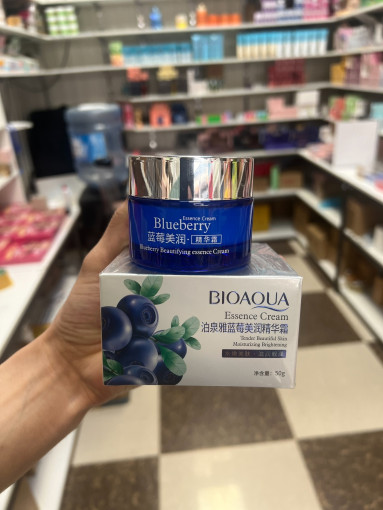 Essence Cream
Blueberry
蓝莓美润·精华霜
Blueberry Beautifying essence Cream
BIOAQUA
Essence Cream
泊泉雅蓝莓美润精华霜
Tender Beautiful Skin
Moisturizing Brightening
净含量: 50g